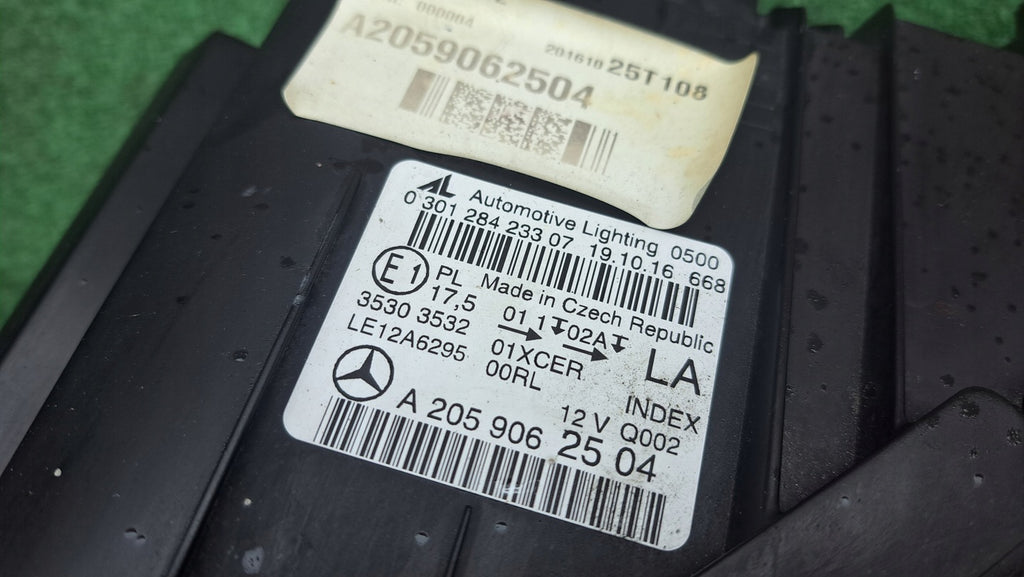 000004
A2059062504
201610 25T108
AL Automotive Lighting 0500
0 301 284 233 07 19.10.16 668
E1 PL Made in Czech Republic
17,5
3530 3532 01 1 02A
LE12A6295 01XCER LA
00RL
INDEX
12 V Q002
A 205 906 25 04